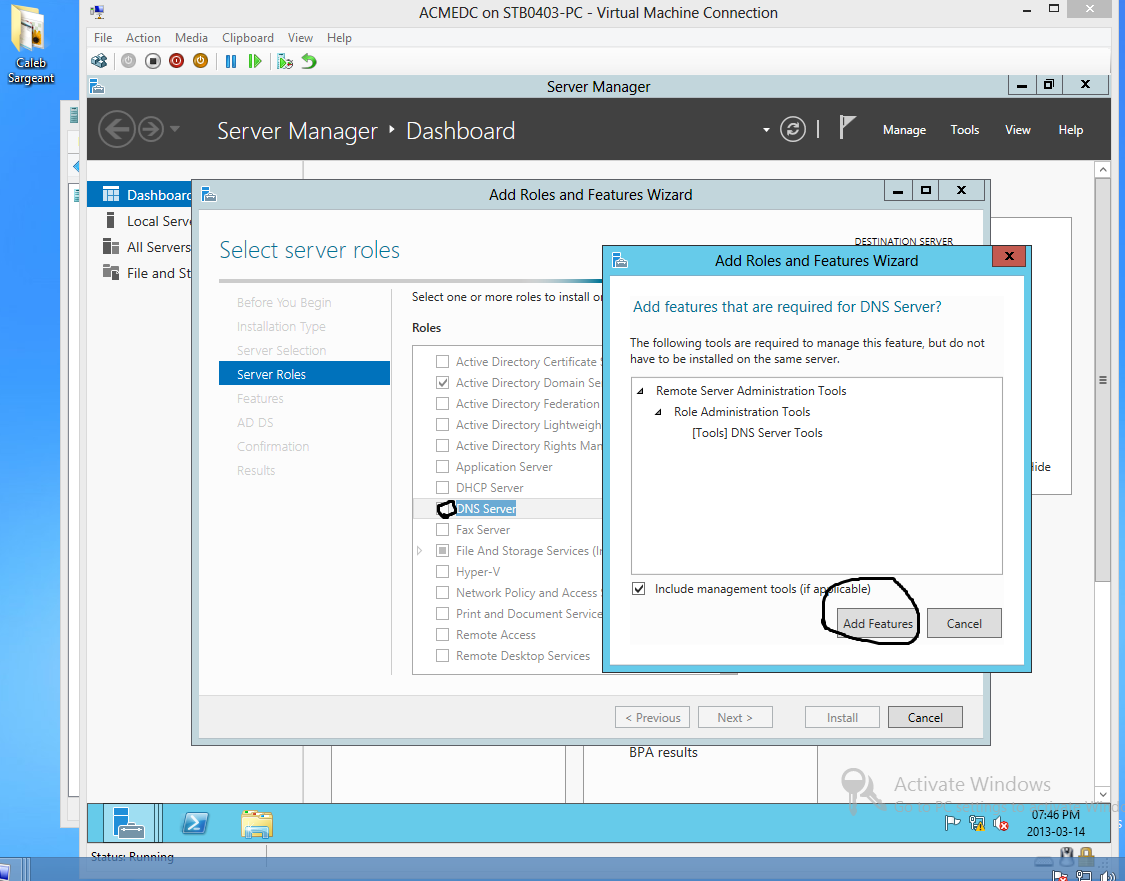 ACMEDC on STB0403-PC - Virtual Machine Connection
Caleb
Sargeant
File Action Media Clipboard View Help
Server Manager
Server Manager Dashboard
Manage Tools View Help
Dashboard
Local Serve
All Servers
File and St
Add Roles and Features Wizard
Select server roles
DESTINATION SERVER
Before You Begin
Installation Type
Server Selection
Server Roles
Features
AD DS
Confirmation
Results
Select one or more roles to install on
Roles
Active Directory Certificate S
Active Directory Domain Se
Active Directory Federation
Active Directory Lightweigh
Active Directory Rights Man
Application Server
DHCP Server
DNS Server
Fax Server
File And Storage Services (In
Hyper-V
Network Policy and Access S
Print and Document Service
Remote Access
Remote Desktop Services
Add Roles and Features Wizard
Add features that are required for DNS Server?
The following tools are required to manage this feature, but do not
have to be installed on the same server.
Remote Server Administration Tools
Role Administration Tools
[Tools] DNS Server Tools
Include management tools (if applicable)
Add Features Cancel
Hide
< Previous Next > Install Cancel
BPA results
Activate Windows
07:46 PM
2013-03-14
Status: Running